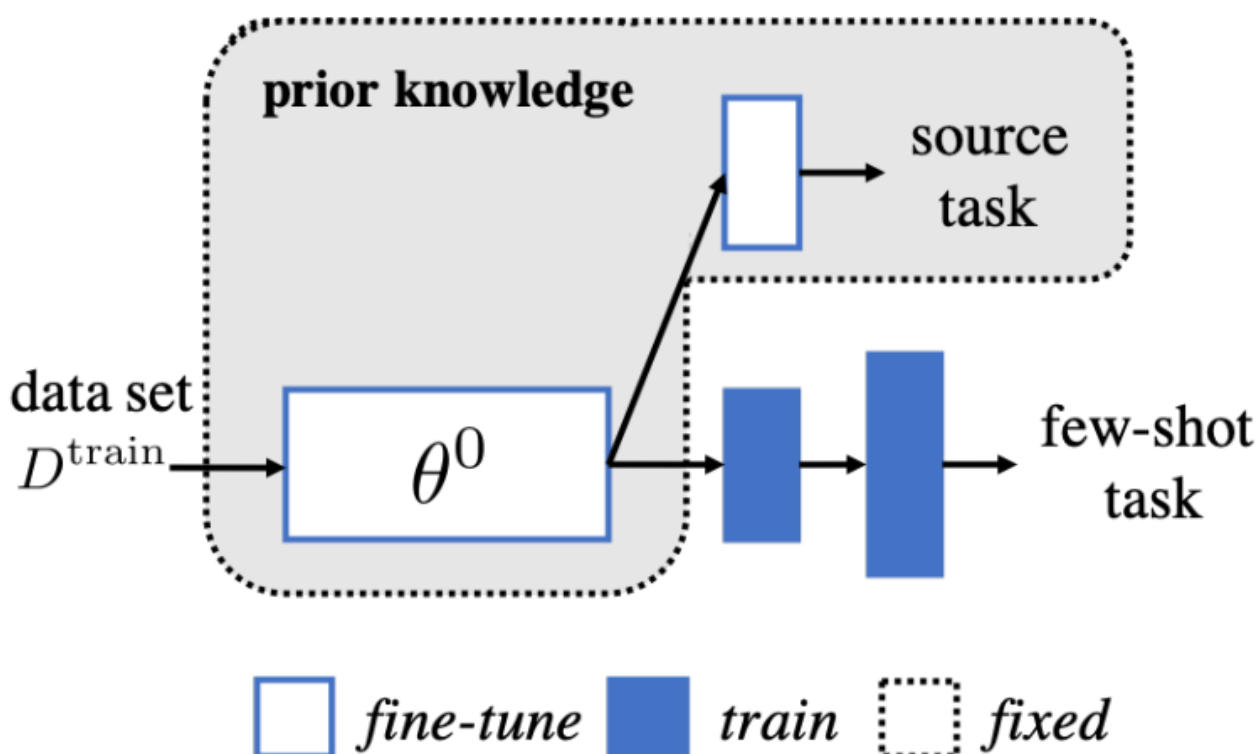 prior knowledge
source
task
data set
D^train
θ^0
few-shot
task
fine-tune
train
fixed